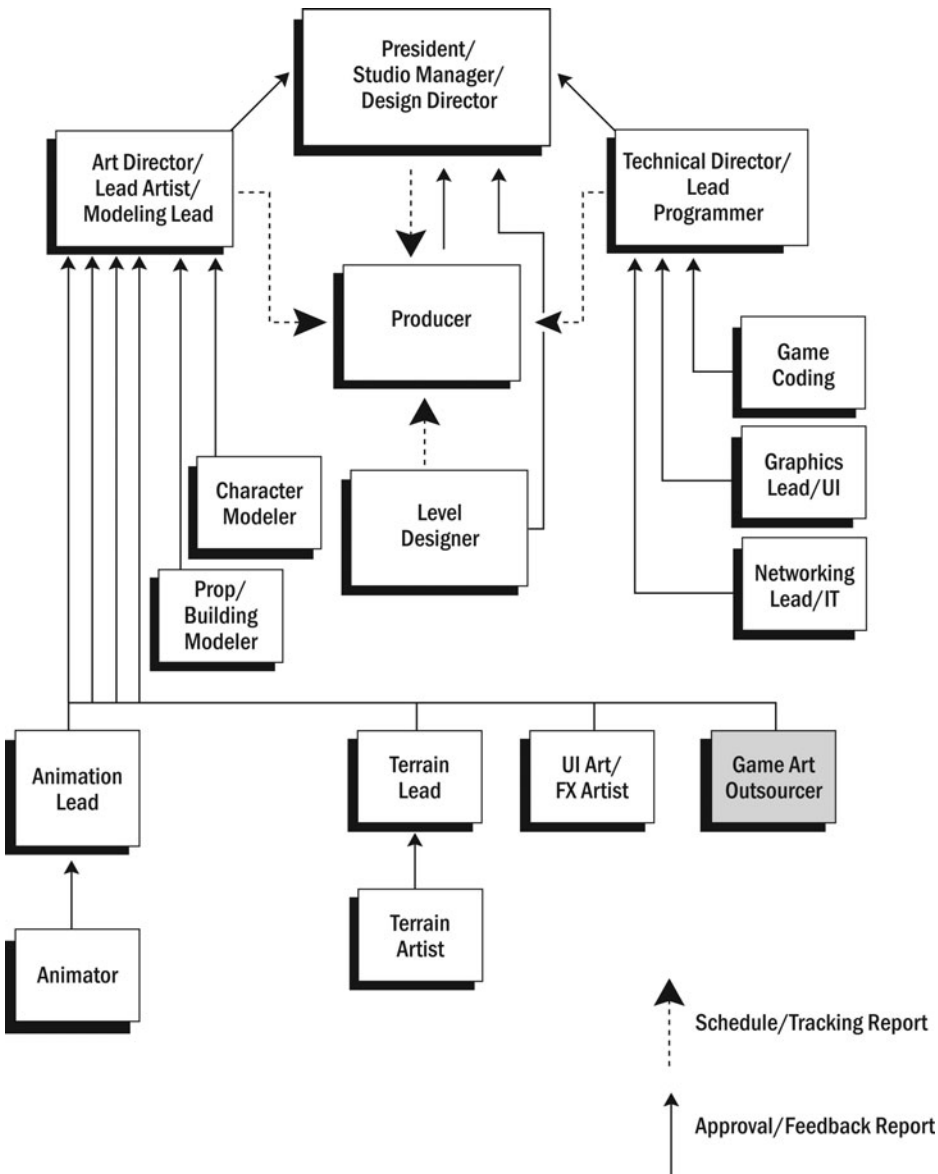 President/
Studio Manager/
Design Director
Art Director/
Lead Artist/
Modeling Lead
Technical Director/
Lead
Programmer
Producer
Game
Coding
Character
Modeler
Level
Designer
Graphics
Lead/UI
Prop/
Building
Modeler
Networking
Lead/IT
Animation
Lead
Terrain
Lead
UI Art/
FX Artist
Game Art
Outsourcer
Animator
Terrain
Artist
Schedule/Tracking Report
Approval/Feedback Report